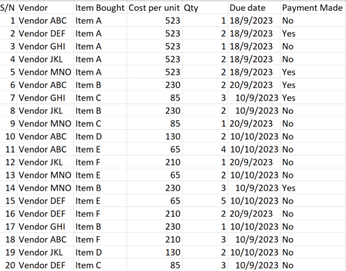 S/N Vendor Item Bought Cost per unit Qty Due date Payment Made
1 Vendor ABC Item A 523 1 18/9/2023 No
2 Vendor DEF Item A 523 2 18/9/2023 Yes
3 Vendor GHI Item A 523 1 18/9/2023 No
4 Vendor JKL Item A 523 2 18/9/2023 No
5 Vendor MNO Item A 523 2 18/9/2023 Yes
6 Vendor ABC Item B 230 2 20/9/2023 Yes
7 Vendor GHI Item C 85 3 10/9/2023 Yes
8 Vendor JKL Item B 230 2 10/9/2023 No
9 Vendor MNO Item C 85 1 20/9/2023 No
10 Vendor ABC Item D 130 2 10/10/2023 No
11 Vendor ABC Item E 65 4 10/10/2023 No
12 Vendor JKL Item F 210 1 20/9/2023 No
13 Vendor MNO Item E 65 2 10/10/2023 No
14 Vendor MNO Item B 230 3 10/9/2023 Yes
15 Vendor DEF Item E 65 5 10/10/2023 No
16 Vendor DEF Item F 210 2 20/9/2023 No
17 Vendor GHI Item B 230 1 10/10/2023 No
18 Vendor ABC Item F 210 3 10/9/2023 No
19 Vendor JKL Item D 130 2 10/10/2023 No
20 Vendor DEF Item C 85 3 10/9/2023 No